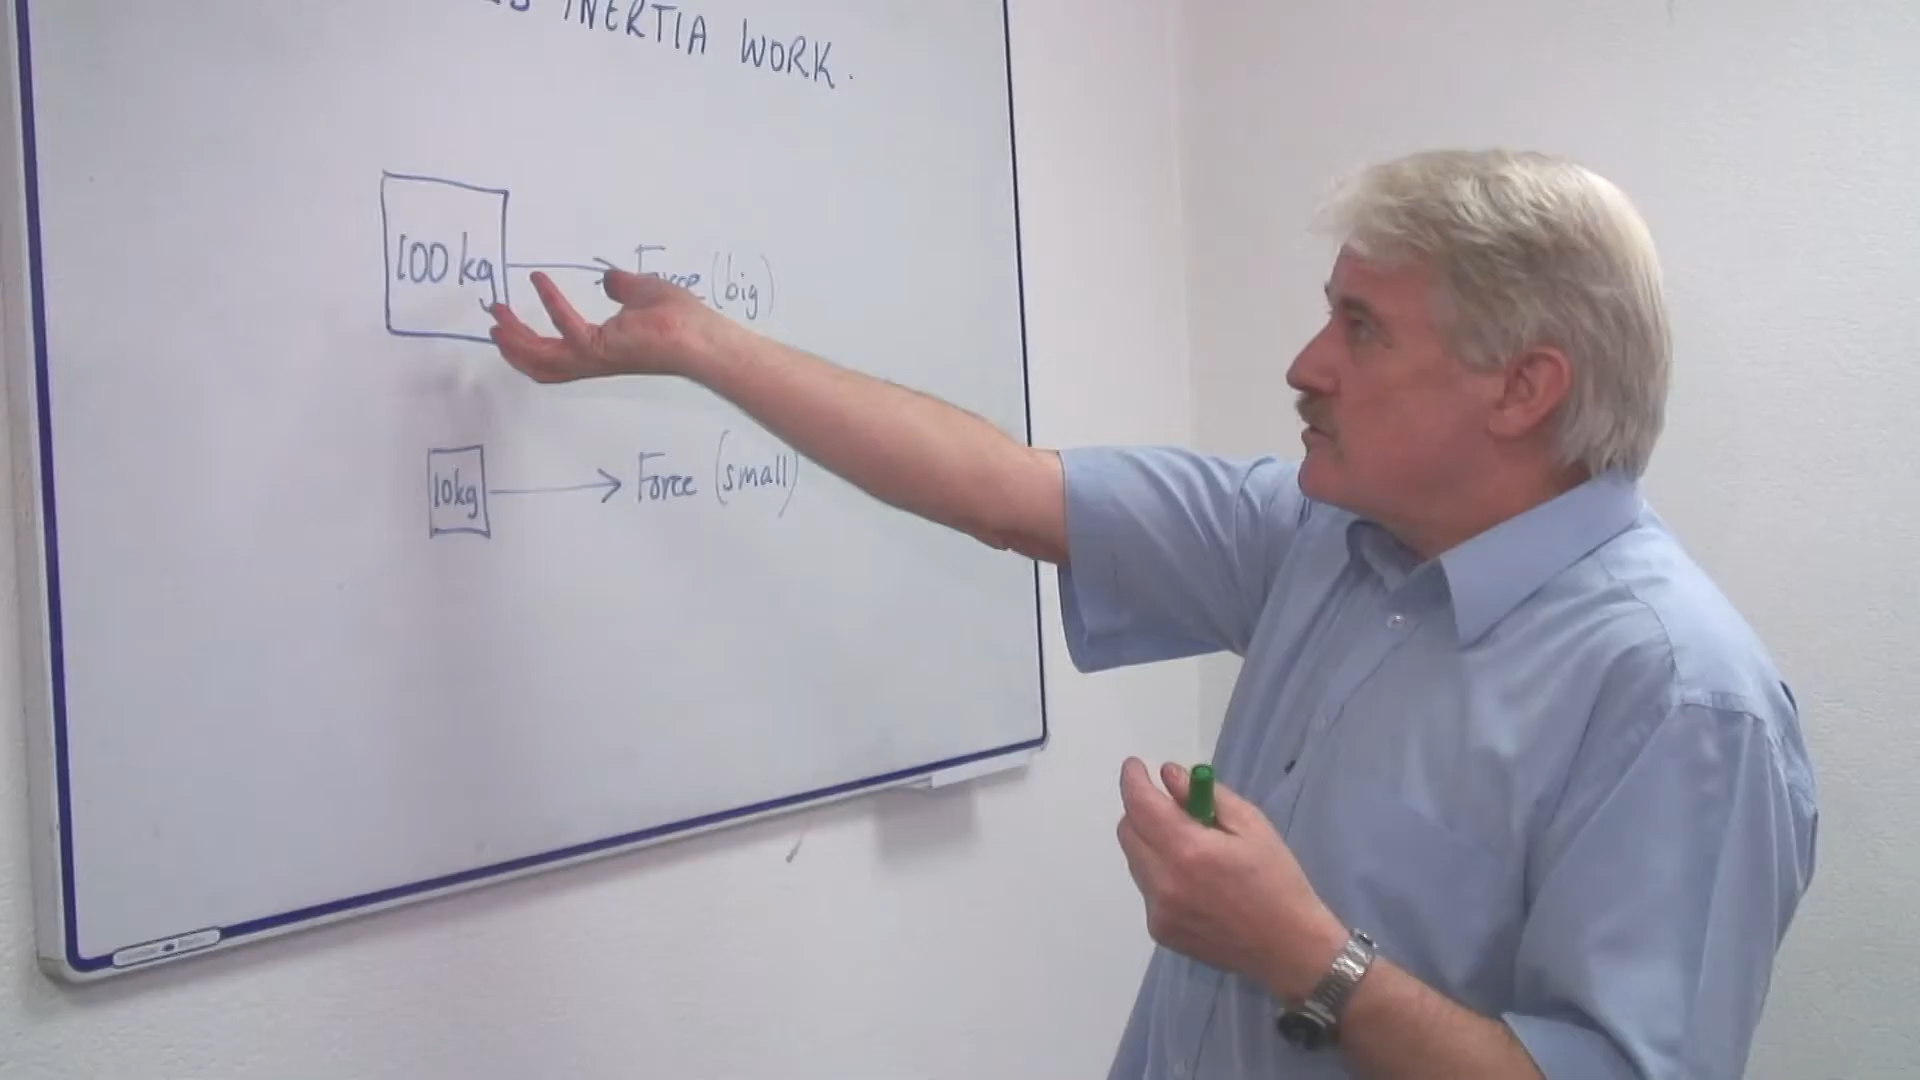 INERTIA WORK.
100 kg Force (big)
10kg Force (small)